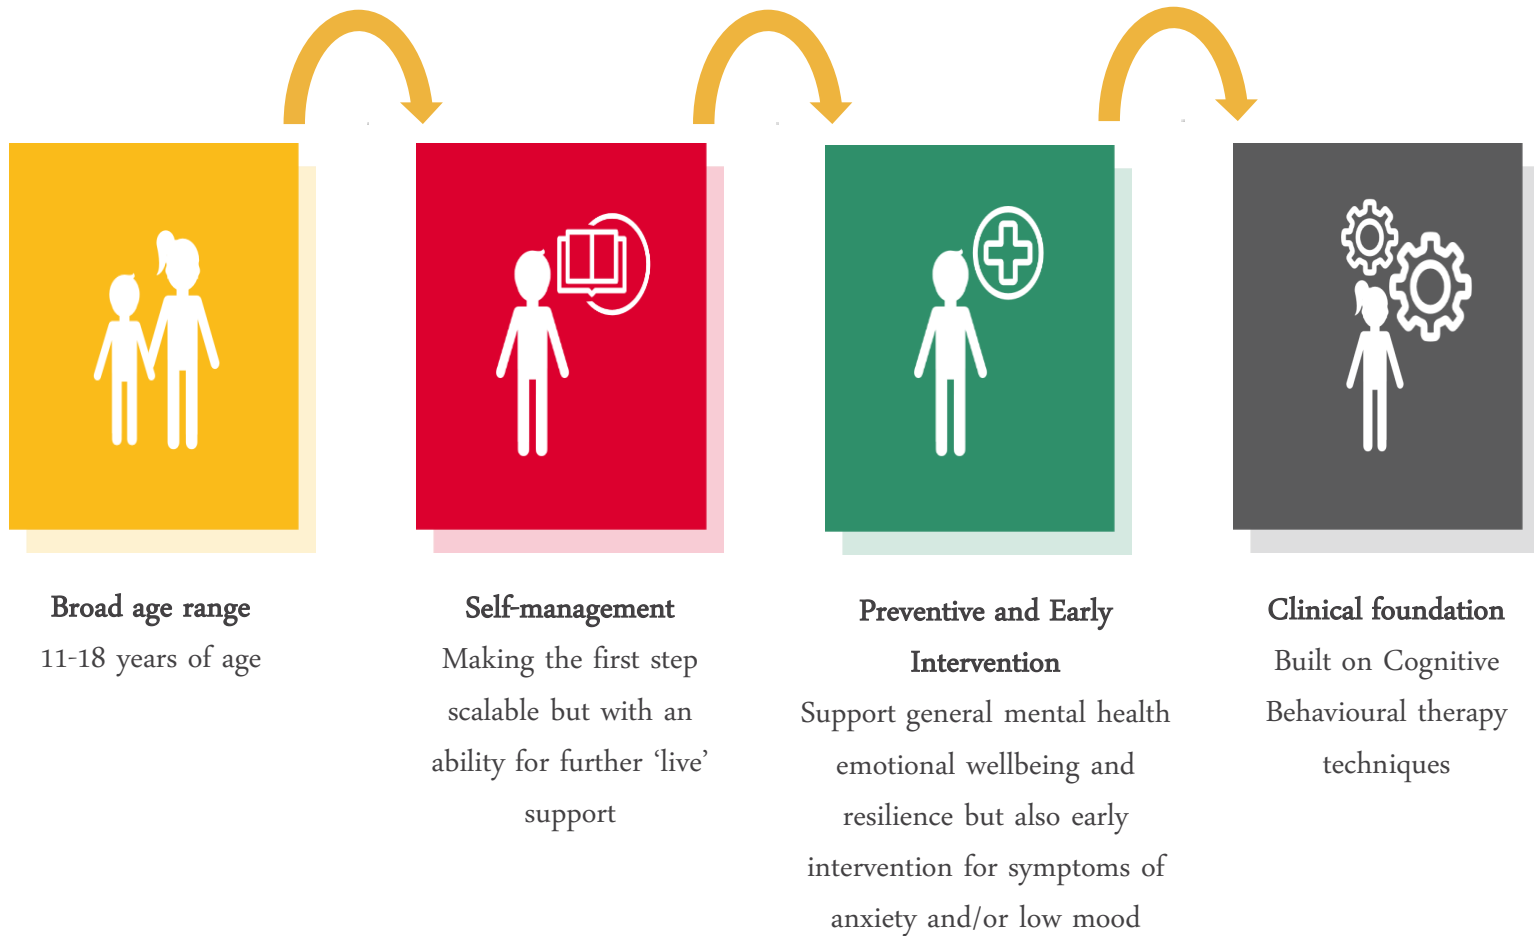 Broad age range
11-18 years of age
Self-management
Making the first step
scalable but with an
ability for further ‘live’
support
Preventive and Early
Intervention
Support general mental health
emotional wellbeing and
resilience but also early
intervention for symptoms of
anxiety and/or low mood
Clinical foundation
Built on Cognitive
Behavioural therapy
techniques